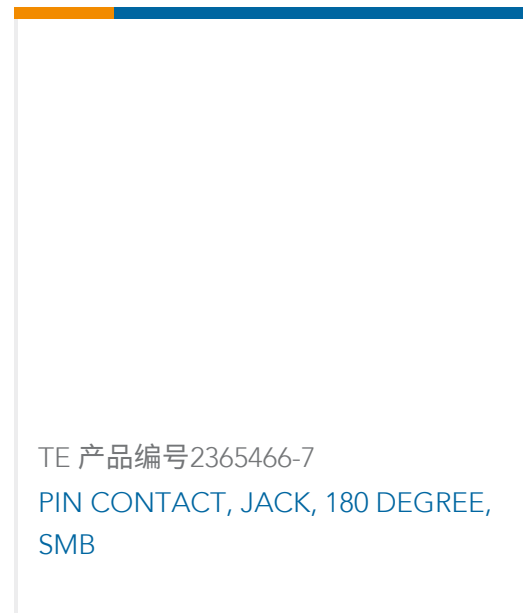 TE 产品编号2365466-7
PIN CONTACT, JACK, 180 DEGREE,
SMB